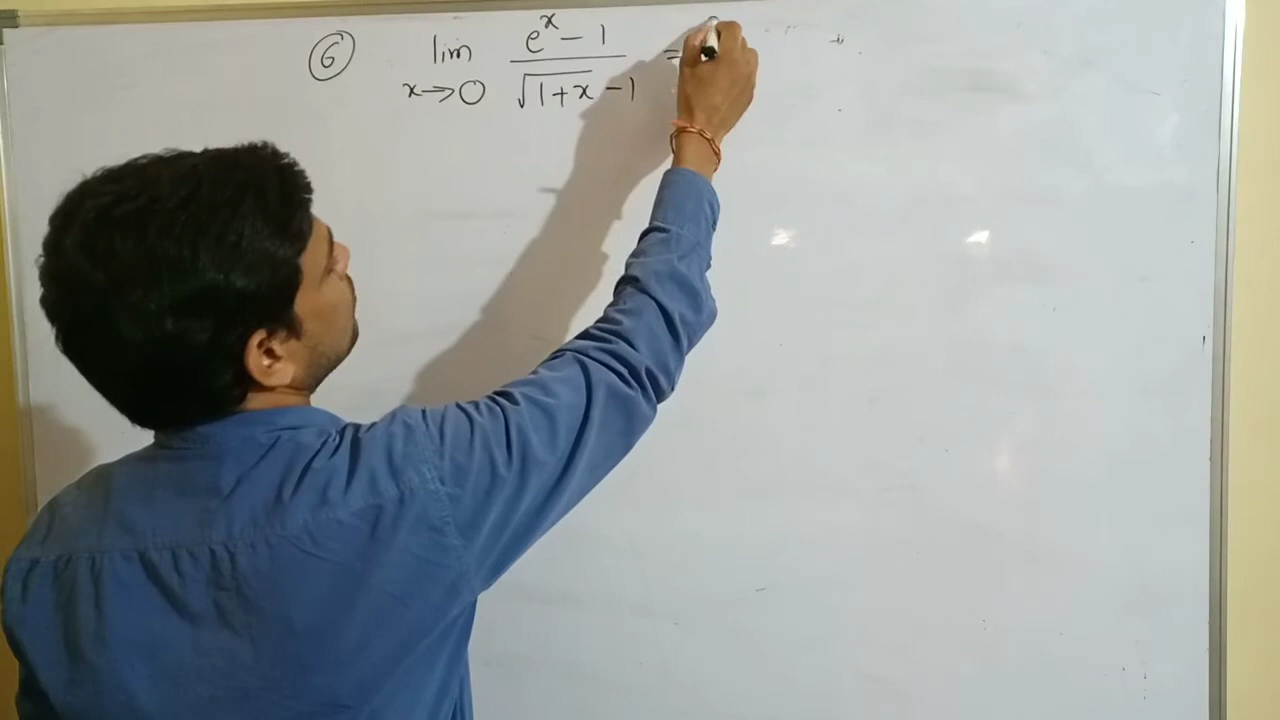 ⑥ lim x→0 (e^x - 1)/(√(1+x) - 1) =